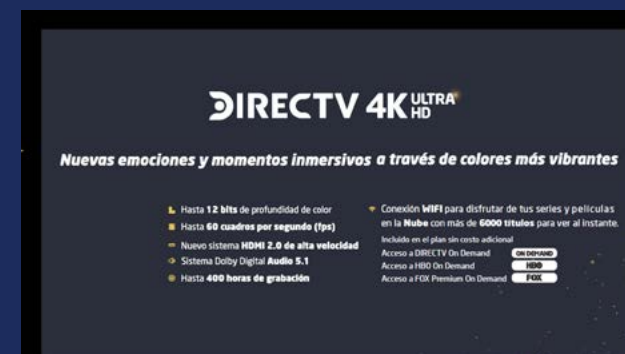 DIRECTV 4K ULTRA HD
Nuevas emociones y momentos inmersivos a través de colores más vibrantes
Hasta 12 bits de profundidad de color
Hasta 60 cuadros por segundo (fps)
Nuevo sistema HDMI 2.0 de alta velocidad
Sistema Dolby Digital Audio 5.1
Hasta 400 horas de grabación
Conexión WIFI para disfrutar de tus series y peliculas
en la Nube con más de 6000 títulos para ver al instante.
Incluido en el plan sin costo adicional
Acceso a DIRECTV On Demand ON DEMAND
Acceso a HBO On Demand HBO
Acceso a FOX Premium On Demand FOX